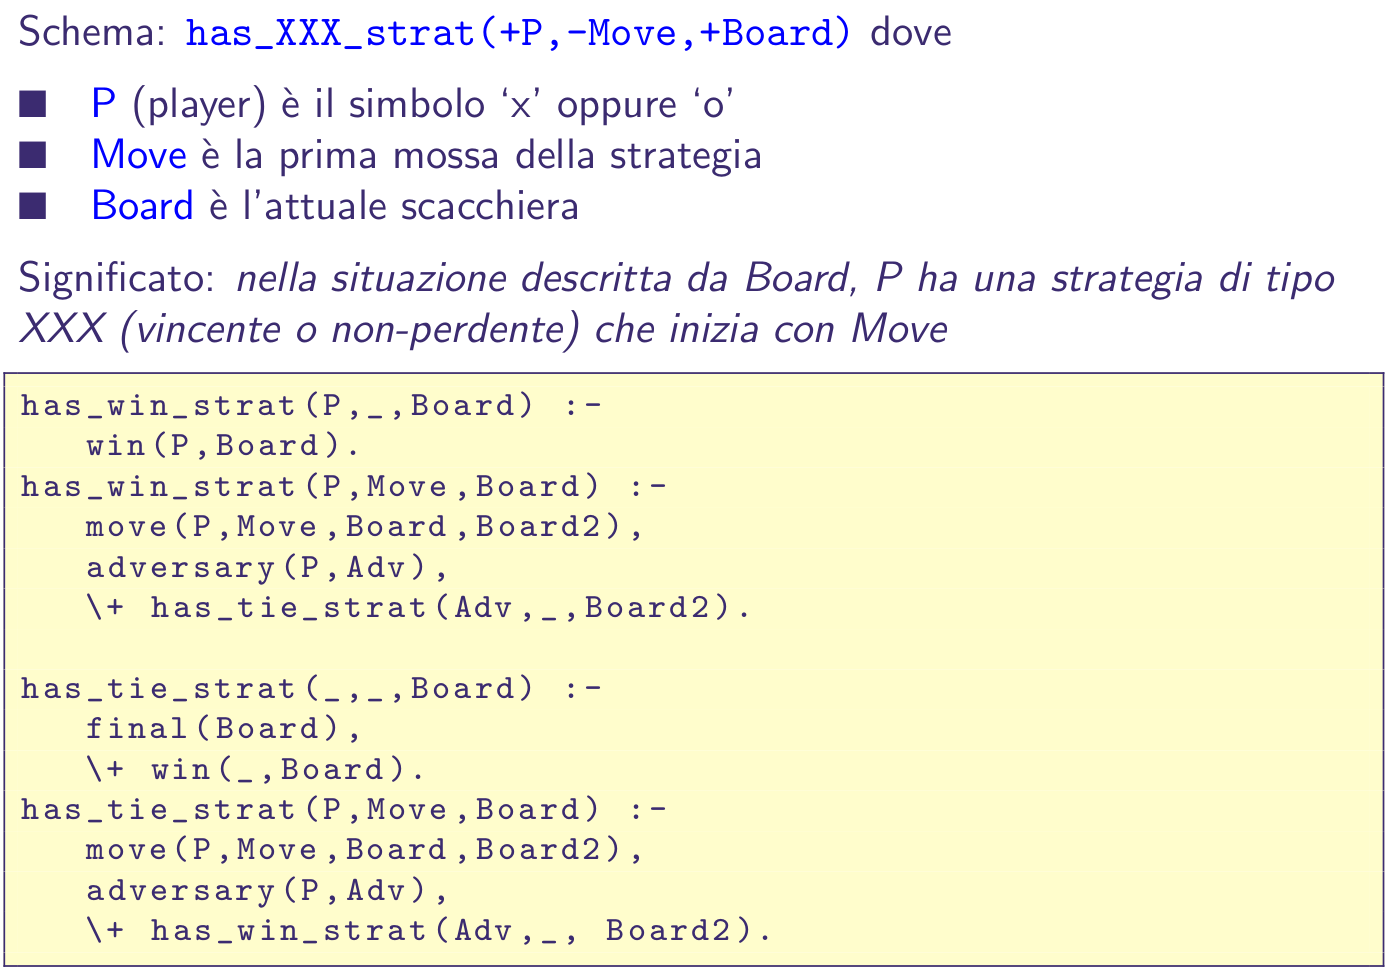 Schema: has_XXX_strat(+P,-Move,+Board) dove
■ P (player) è il simbolo ‘x’ oppure ‘o’
■ Move è la prima mossa della strategia
■ Board è l’attuale scacchiera
Significato: nella situazione descritta da Board, P ha una strategia di tipo
XXX (vincente o non-perdente) che inizia con Move
has_win_strat(P,_,Board) :-
   win(P,Board).
has_win_strat(P,Move,Board) :-
   move(P,Move,Board,Board2),
   adversary(P,Adv),
   \+ has_tie_strat(Adv,_,Board2).

has_tie_strat(_,_,Board) :-
   final(Board),
   \+ win(_,Board).
has_tie_strat(P,Move,Board) :-
   move(P,Move,Board,Board2),
   adversary(P,Adv),
   \+ has_win_strat(Adv,_, Board2).